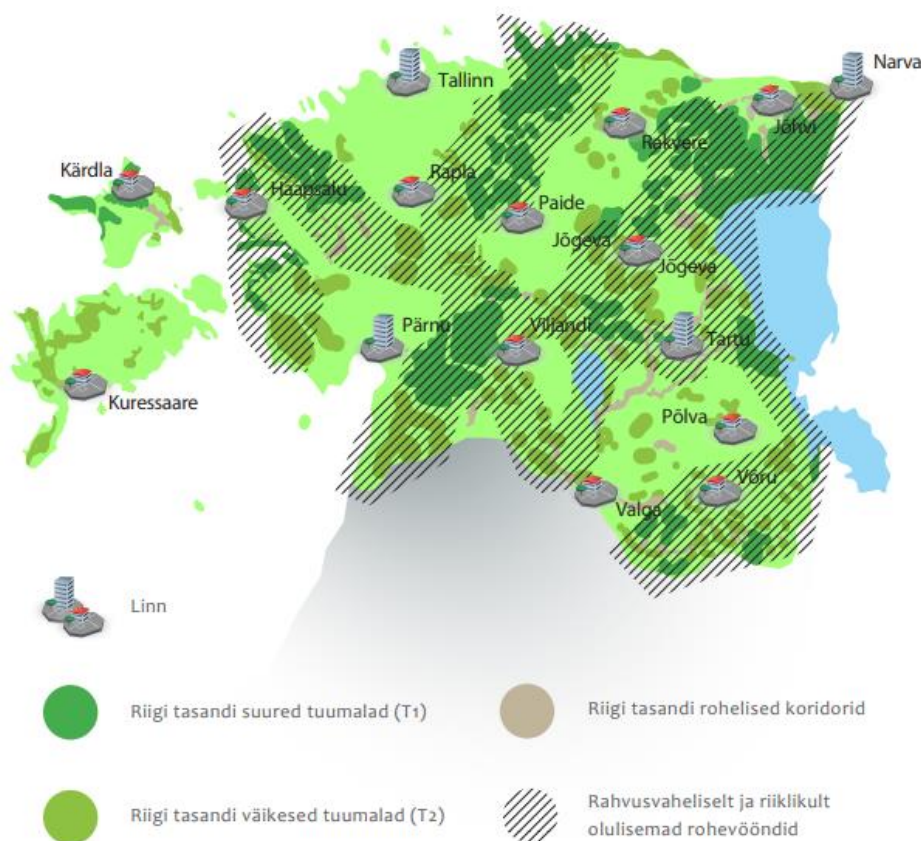 Tallinn
Narva
Rakvere
Jõhvi
Kärdla
Haapsalu
Rapla
Paide
Jõgeva
Jõgeva
Pärnu
Viljandi
Tartu
Kuressaare
Põlva
Valga
Võru
Linn
Riigi tasandi suured tuumalad (T1)
Riigi tasandi rohelised koridorid
Riigi tasandi väikesed tuumalad (T2)
Rahvusvaheliselt ja riiklikult
olulisemad rohevööndid